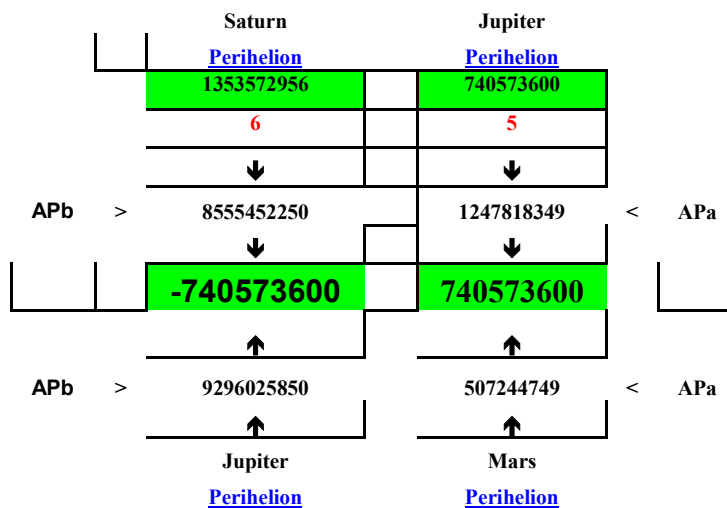 Saturn Jupiter
Perihelion Perihelion
1353572956 740573600
6 5
APb > 8555452250 1247818349 < APa
-740573600 740573600
APb > 9296025850 507244749 < APa
Jupiter Mars
Perihelion Perihelion